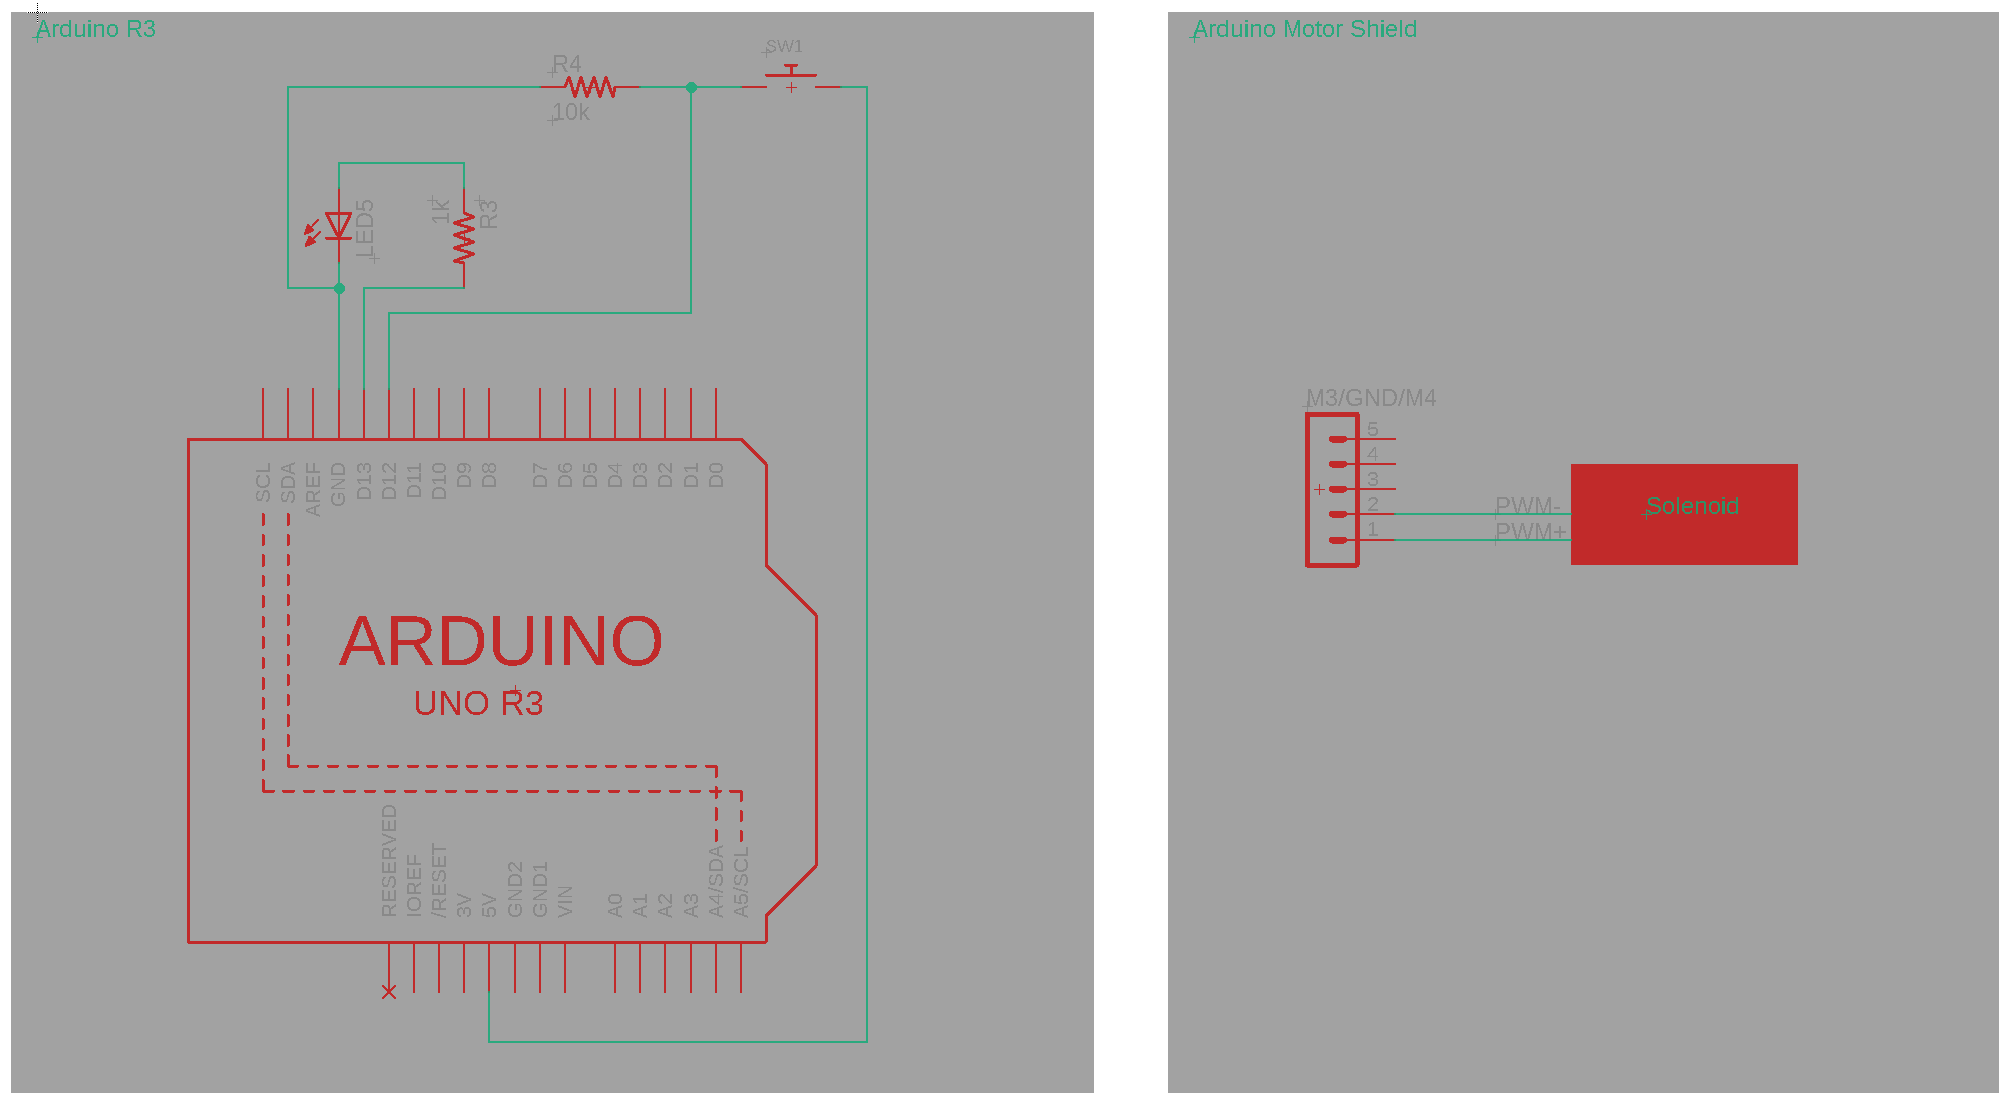 Arduino R3
R4
10k
SW1
LED5
1k
R3
SCL
SDA
AREF
GND
D13
D12
D11
D10
D9
D8
D7
D6
D5
D4
D3
D2
D1
D0
ARDUINO
UNO R3
RESERVED
IOREF
/RESET
3V
5V
GND2
GND1
VIN
A0
A1
A2
A3
A4/SDA
A5/SCL
Arduino Motor Shield
M3/GND/M4
5
4
3
2
1
PWM-
PWM+
Solenoid